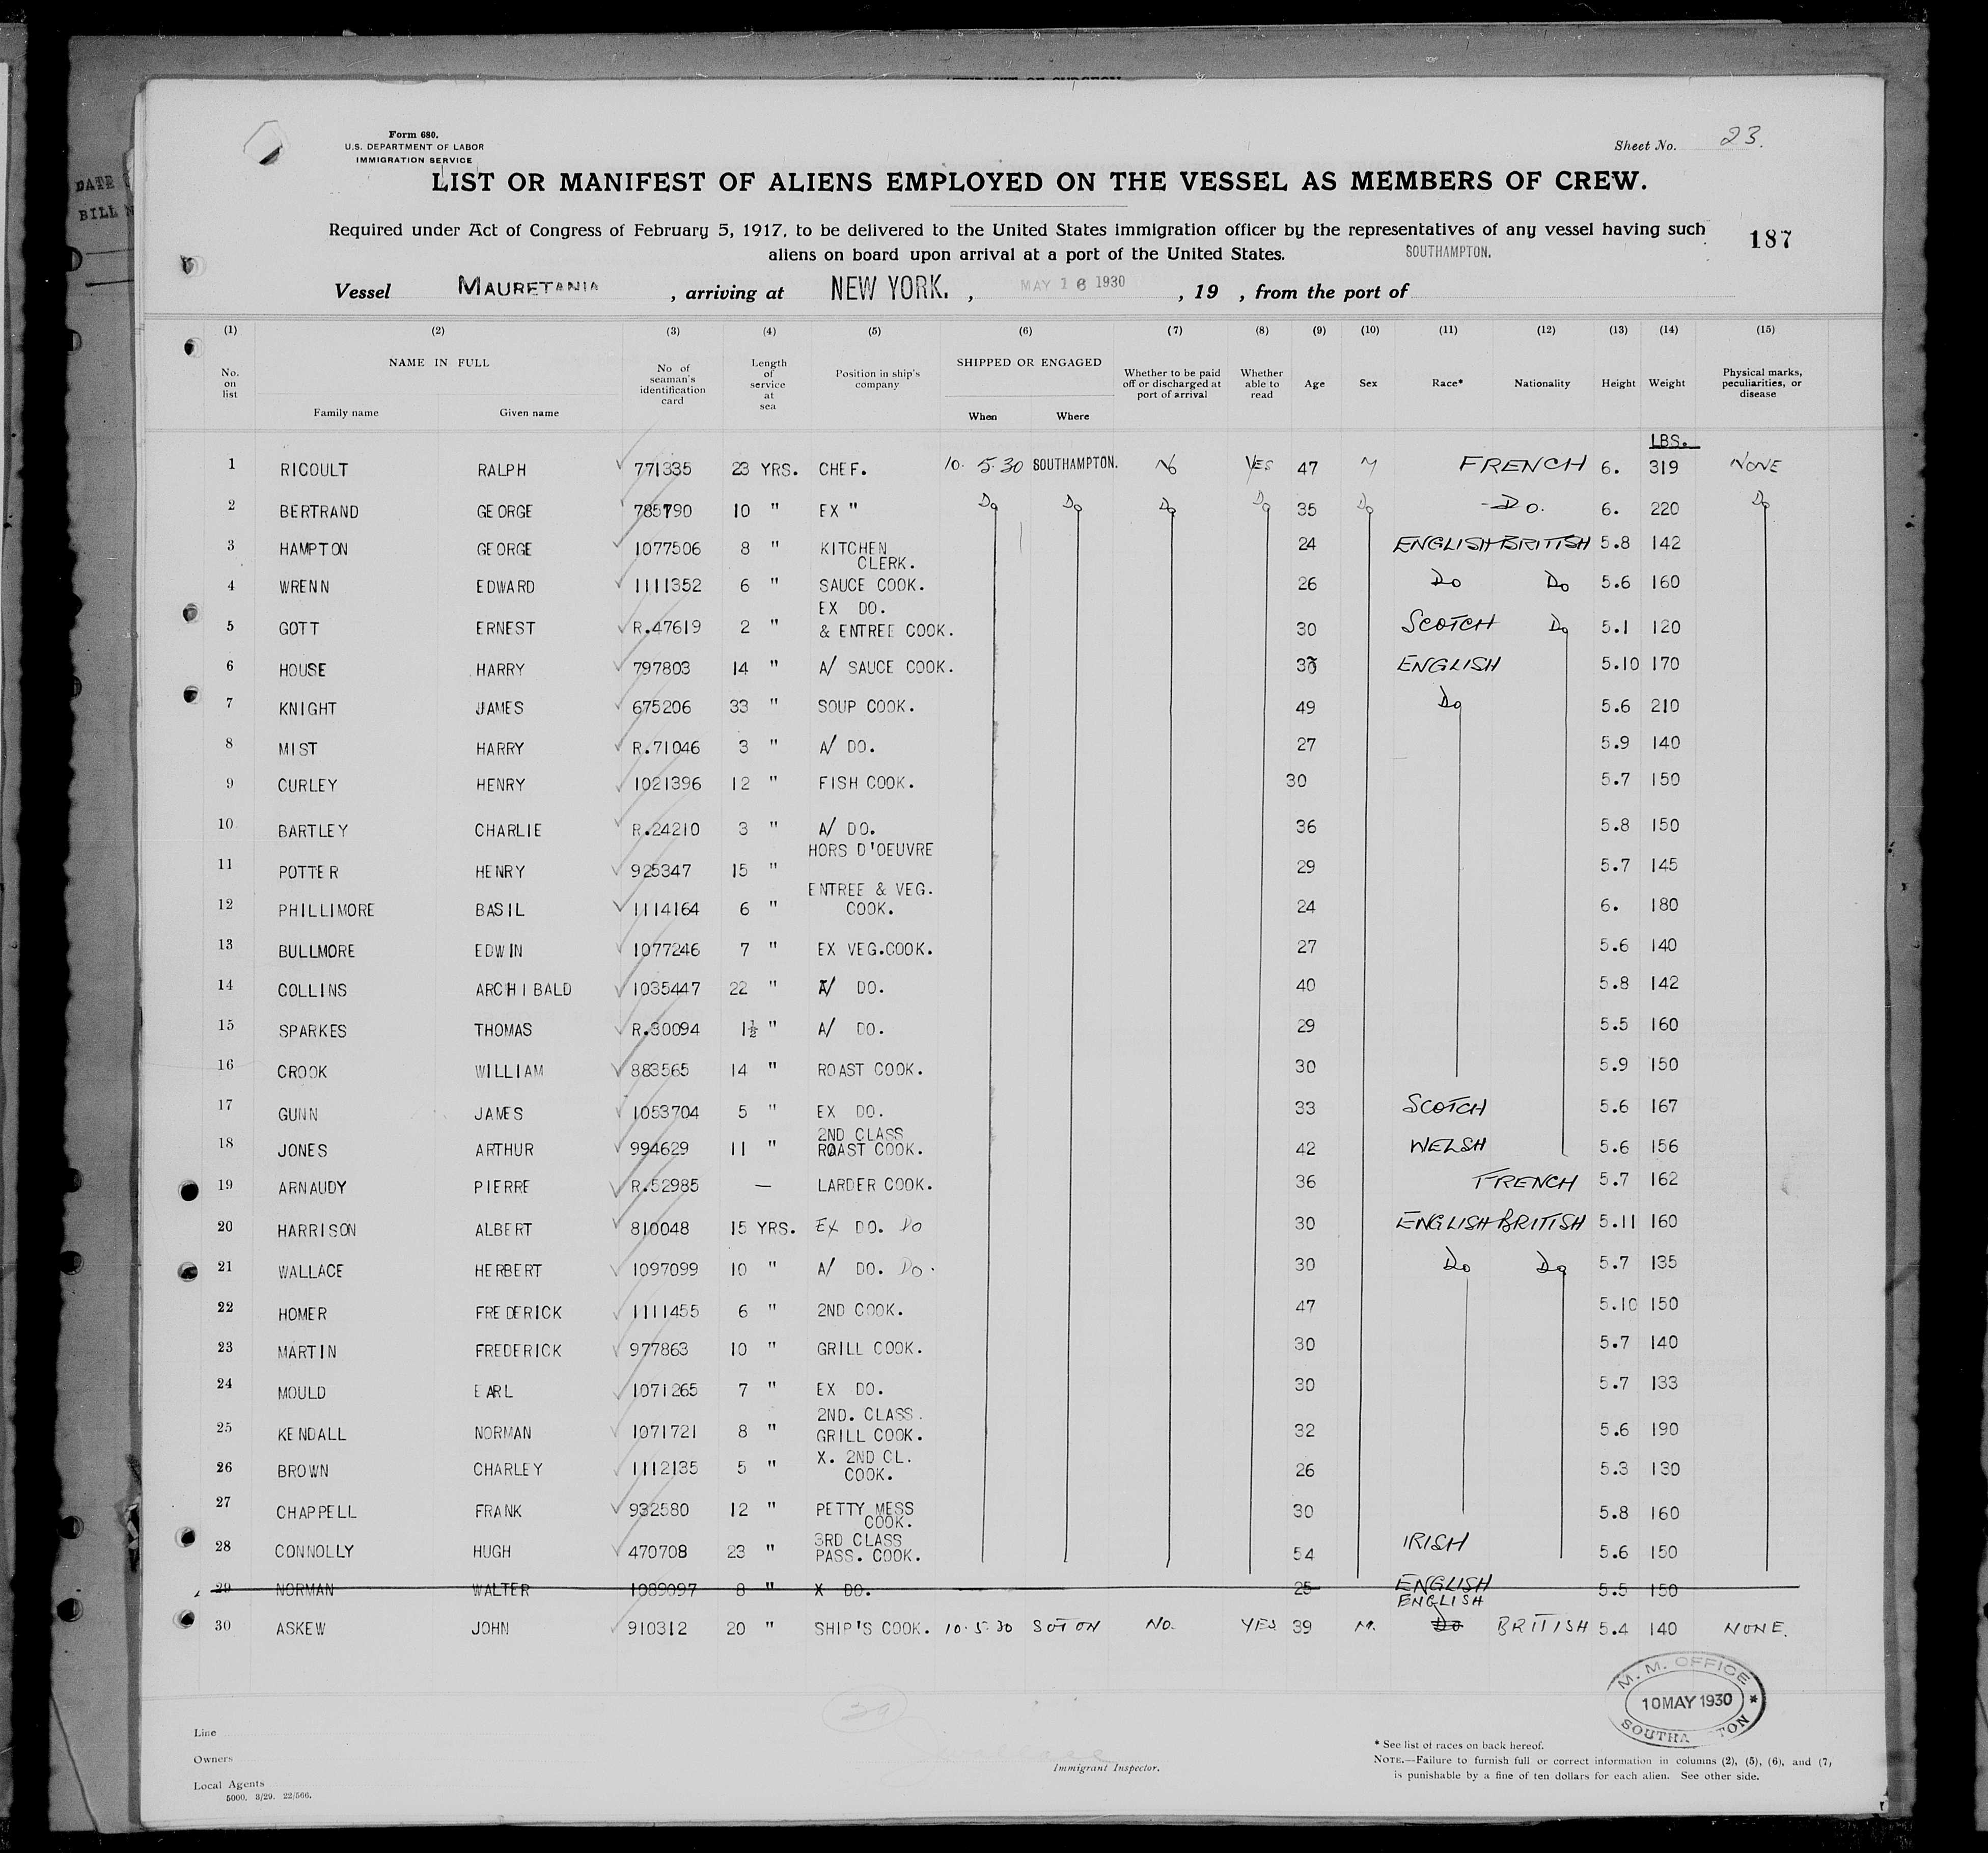 DATE
BILL N
Form 680.
U.S. DEPARTMENT OF LABOR
IMMIGRATION SERVICE
Sheet No. 23.
LIST OR MANIFEST OF ALIENS EMPLOYED ON THE VESSEL AS MEMBERS OF CREW.
Required under Act of Congress of February 5, 1917, to be delivered to the United States immigration officer by the representatives of any vessel having such
aliens on board upon arrival at a port of the United States.
187
SOUTHAMPTON.
Vessel MAURETANIA , arriving at NEW YORK. , MAY 16 1930 , 19 , from the port of
(1) (2) (3) (4) (5) (6) (7) (8) (9) (10) (11) (12) (13) (14) (15)
No. on list NAME IN FULL Family name Given name No of seaman's identification card Length of service at sea Position in ship's company SHIPPED OR ENGAGED When Where Whether to be paid off or discharged at port of arrival Whether able to read Age Sex Race* Nationality Height Weight Physical marks, peculiarities, or disease
LBS.
1 RICOULT RALPH 771335 23 YRS. CHEF. 10. 5.30 SOUTHAMPTON. No YES 47 M FRENCH 6. 319 NONE
2 BERTRAND GEORGE 785790 10 " EX " Do Do Do Do 35 Do -Do. 6. 220 Do
3 HAMPTON GEORGE 1077506 8 " KITCHEN CLERK. 24 ENGLISH BRITISH 5.8 142
4 WRENN EDWARD 1111352 6 " SAUCE COOK. 26 Do Do 5.6 160
5 GOTT ERNEST R.47619 2 " EX DO. & ENTREE COOK. 30 SCOTCH Do 5.1 120
6 HOUSE HARRY 797803 14 " A/ SAUCE COOK. ENGLISH 5.10 170
7 KNIGHT JAMES 675206 33 " SOUP COOK. 49 Do 5.6 210
8 MIST HARRY R.71046 3 " A/ DO. 27 5.9 140
9 CURLEY HENRY 1021396 12 " FISH COOK. 30 5.7 150
10 BARTLEY CHARLIE R.24210 3 " A/ DO. 36 5.8 150
11 POTTER HENRY 925347 15 " HORS D'OEUVRE 29 5.7 145
12 PHILLIMORE BASIL 1114164 6 " ENTREE & VEG. COOK. 24 6. 180
13 BULLMORE EDWIN 1077246 7 " EX VEG.COOK. 27 5.6 140
14 COLLINS ARCHIBALD 1035447 22 " A/ DO. 40 5.8 142
15 SPARKES THOMAS R.30094 1½ " A/ DO. 29 5.5 160
16 CROOK WILLIAM 883565 14 " ROAST COOK. 30 5.9 150
17 GUNN JAMES 1053704 5 " EX DO. 33 SCOTCH 5.6 167
18 JONES ARTHUR 994629 11 " 2ND CLASS ROAST COOK. 42 WELSH 5.6 156
19 ARNAUDY PIERRE R.52985 — LARDER COOK. 36 FRENCH 5.7 162
20 HARRISON ALBERT 810048 15 YRS. EX DO. DO 30 ENGLISH BRITISH 5.11 160
21 WALLACE HERBERT 1097099 10 " A/ DO. DO. 30 Do Do 5.7 135
22 HOMER FREDERICK 1111455 6 " 2ND COOK. 47 5.10 150
23 MARTIN FREDERICK 977863 10 " GRILL COOK. 30 5.7 140
24 MOULD EARL 1071265 7 " EX DO. 30 5.7 133
25 KENDALL NORMAN 1071721 8 " 2ND. CLASS. GRILL COOK. 32 5.6 190
26 BROWN CHARLEY 1112135 5 " X. 2ND CL. COOK. 26 5.3 130
27 CHAPPELL FRANK 932580 12 " PETTY MESS COOK. 30 5.8 160
28 CONNOLLY HUGH 470708 23 " 3RD CLASS PASS. COOK. 54 IRISH 5.6 150
29 NORMAN WALTER 1089097 8 " X DO. 25 ENGLISH 5.5 150
30 ASKEW JOHN 910312 20 " SHIP'S COOK. 10.5.30 SOTON NO. YES 39 M. ENGLISH Do BRITISH 5.4 140 NONE.
M. M. OFFICE
10 MAY 1930
Line
Owners
Local Agents
5000. 3/29. 22/566.
Immigrant Inspector.
* See list of races on back hereof.
NOTE.—Failure to furnish full or correct information in columns (2), (5), (6), and (7),
is punishable by a fine of ten dollars for each alien. See other side.